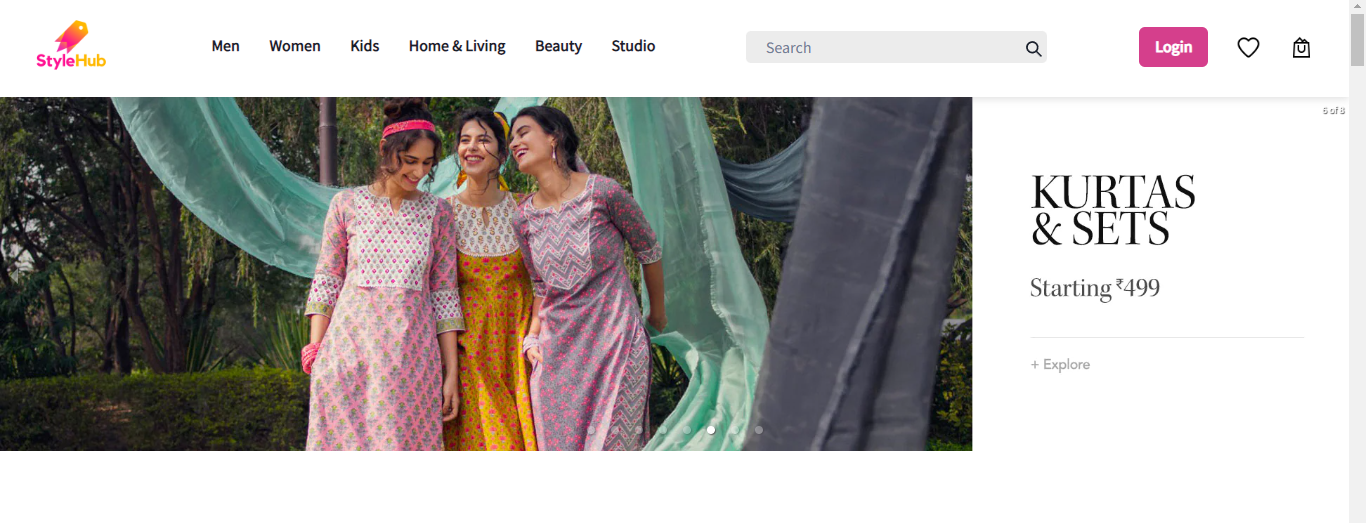 StyleHub
Men
Women
Kids
Home & Living
Beauty
Studio
Search
Login
6 of 8
KURTAS
& SETS
Starting ₹499
+ Explore